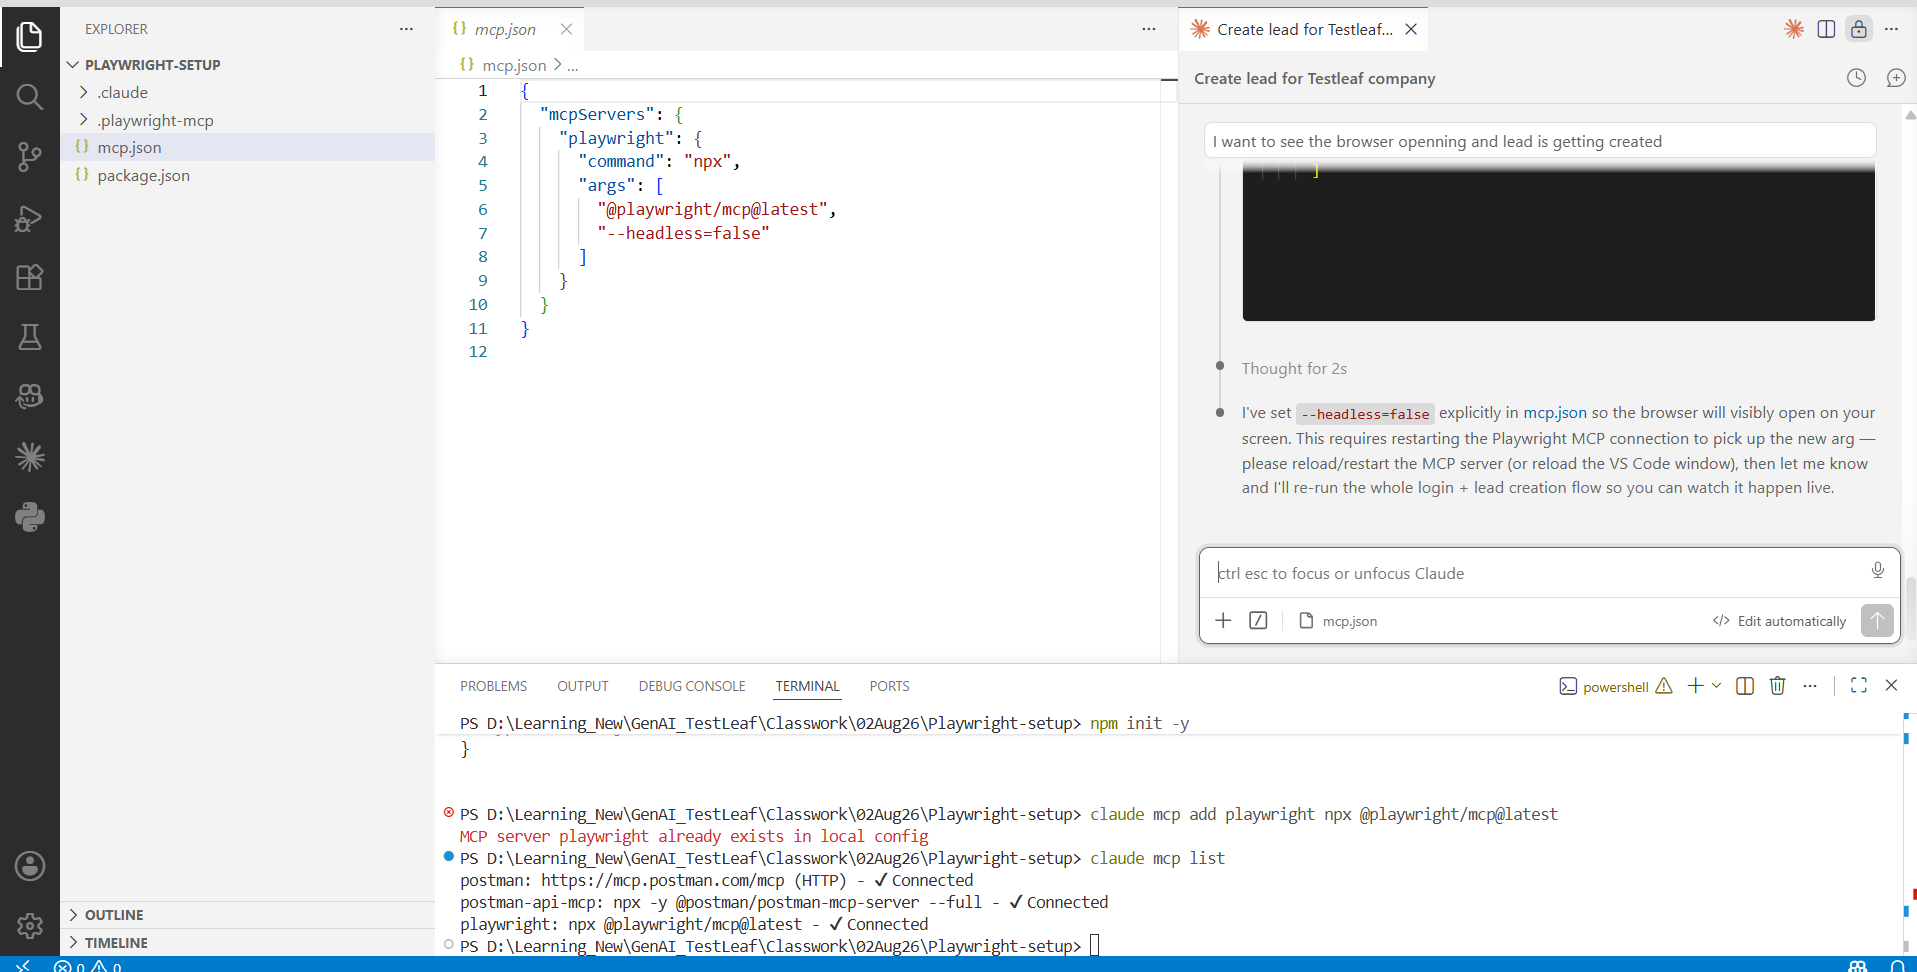 EXPLORER
PLAYWRIGHT-SETUP
.claude
.playwright-mcp
mcp.json
package.json
OUTLINE
TIMELINE
mcp.json
mcp.json > ...
1 {
2 "mcpServers": {
3 "playwright": {
4 "command": "npx",
5 "args": [
6 "@playwright/mcp@latest",
7 "--headless=false"
8 ]
9 }
10 }
11 }
12
Create lead for Testleaf...
Create lead for Testleaf company
I want to see the browser openning and lead is getting created
]
Thought for 2s
I've set --headless=false explicitly in mcp.json so the browser will visibly open on your
screen. This requires restarting the Playwright MCP connection to pick up the new arg —
please reload/restart the MCP server (or reload the VS Code window), then let me know
and I'll re-run the whole login + lead creation flow so you can watch it happen live.
ctrl esc to focus or unfocus Claude
mcp.json
</> Edit automatically
PROBLEMS OUTPUT DEBUG CONSOLE TERMINAL PORTS
powershell
PS D:\Learning_New\GenAI_TestLeaf\Classwork\02Aug26\Playwright-setup> npm init -y
}
PS D:\Learning_New\GenAI_TestLeaf\Classwork\02Aug26\Playwright-setup> claude mcp add playwright npx @playwright/mcp@latest
MCP server playwright already exists in local config
PS D:\Learning_New\GenAI_TestLeaf\Classwork\02Aug26\Playwright-setup> claude mcp list
postman: https://mcp.postman.com/mcp (HTTP) - ✓ Connected
postman-api-mcp: npx -y @postman/postman-mcp-server --full - ✓ Connected
playwright: npx @playwright/mcp@latest - ✓ Connected
PS D:\Learning_New\GenAI_TestLeaf\Classwork\02Aug26\Playwright-setup>
0 0